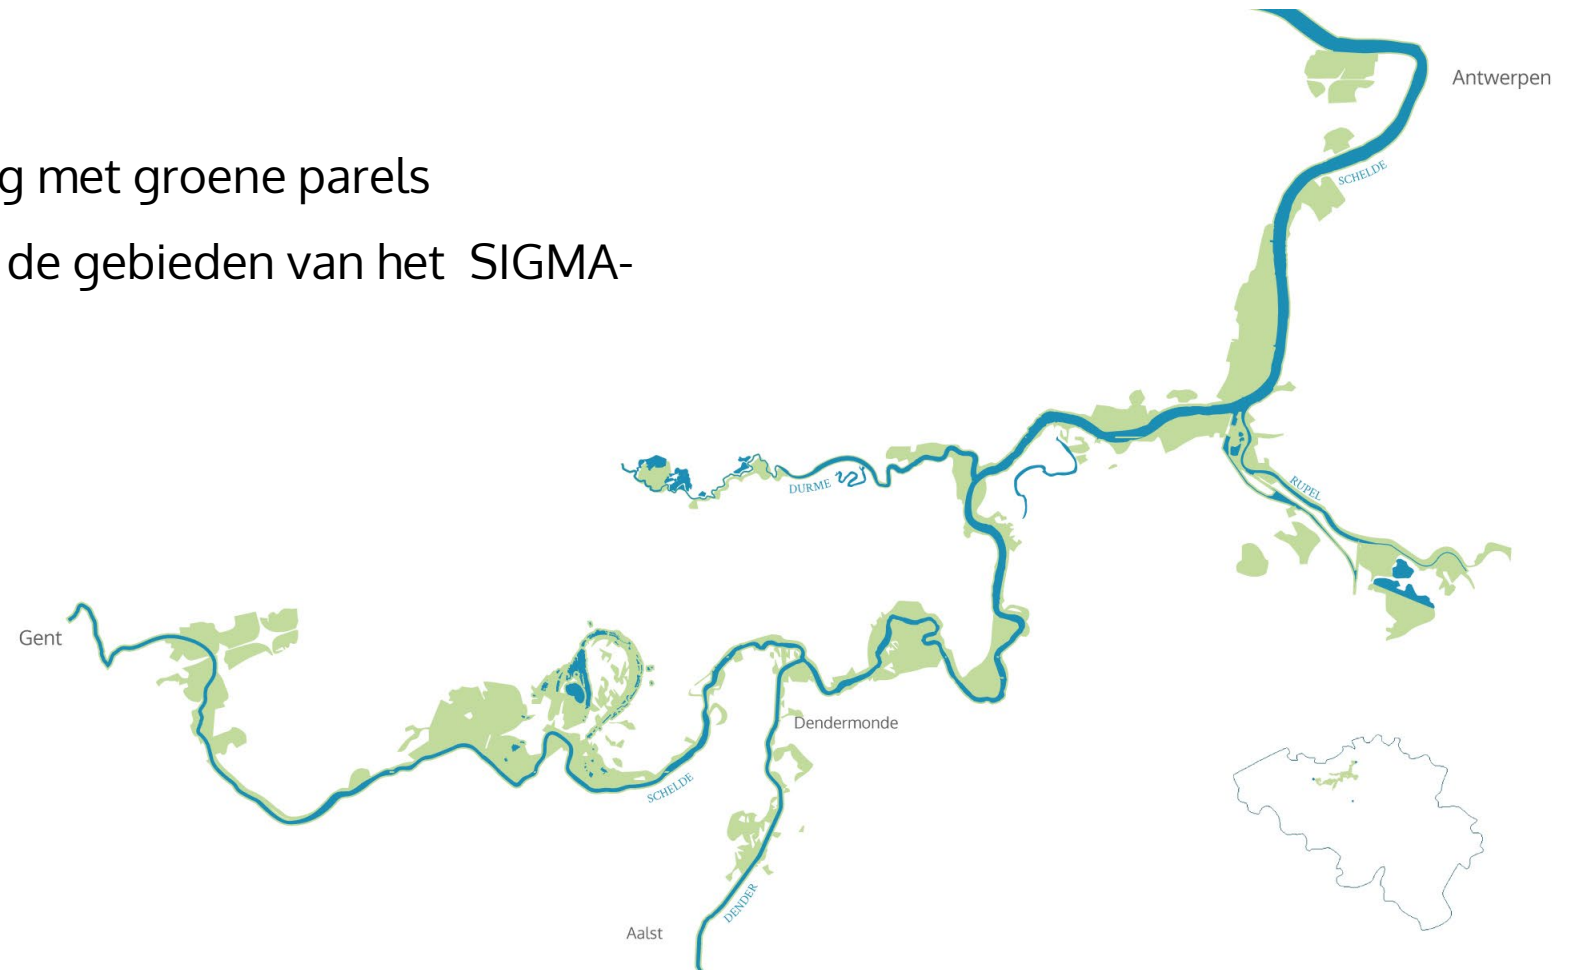 Antwerpen
g met groene parels
SCHELDE
de gebieden van het SIGMA-
DURME
RUPEL
Gent
Dendermonde
SCHELDE
DENDER
Aalst